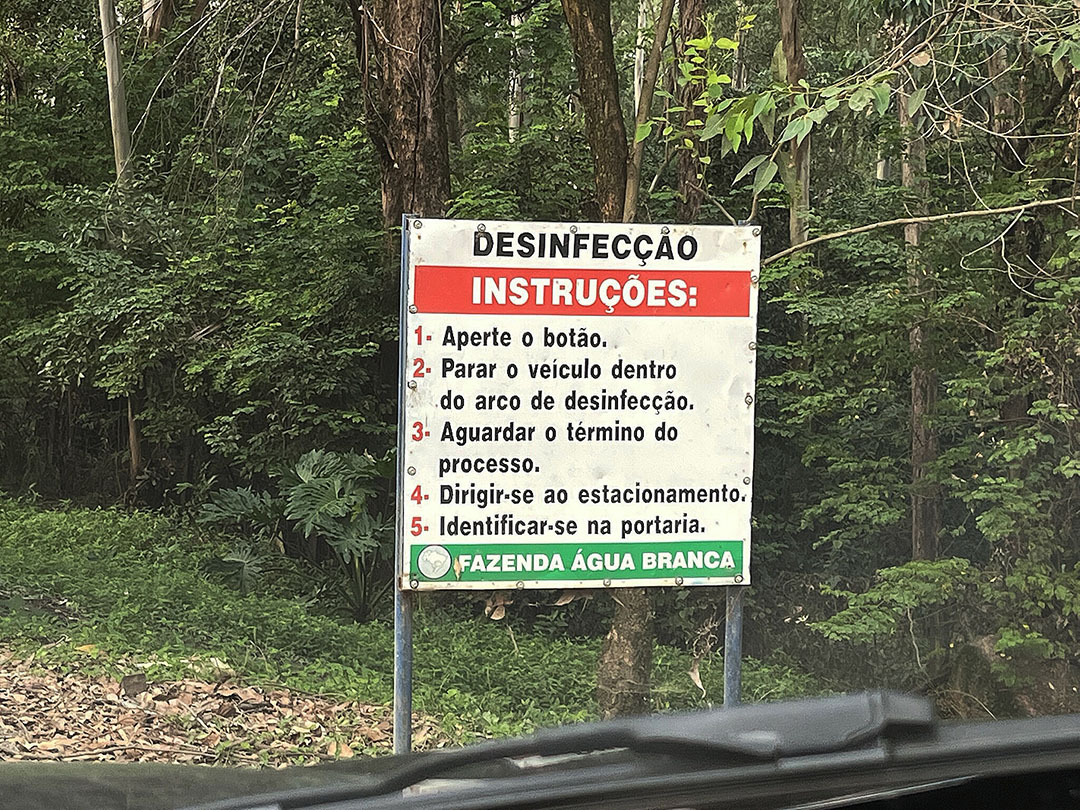 DESINFECÇÃO
INSTRUÇÕES:
1- Aperte o botão.
2- Parar o veículo dentro
do arco de desinfecção.
3- Aguardar o término do
processo.
4- Dirigir-se ao estacionamento.
5- Identificar-se na portaria.
FAZENDA ÁGUA BRANCA